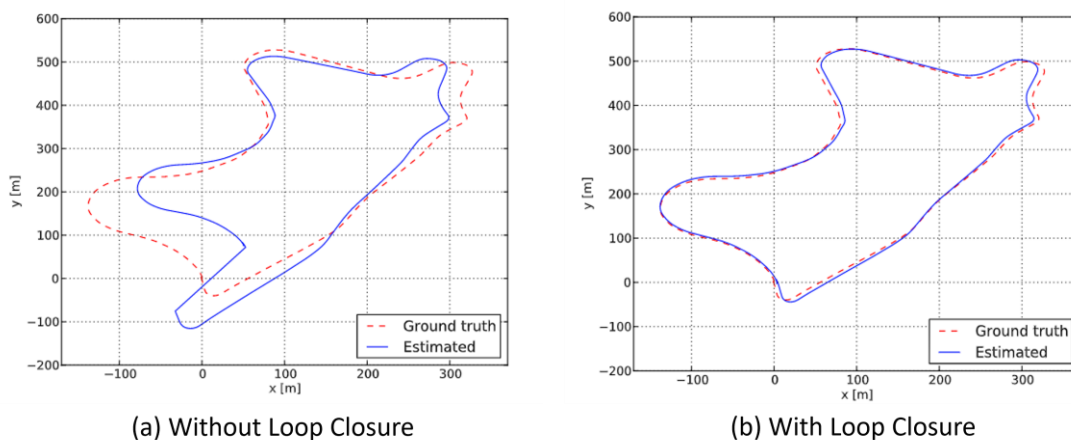 600
500
400
300
200
100
0
−100
−200
y [m]
−100 0 100 200 300
x [m]
Ground truth
Estimated
(a) Without Loop Closure
600
500
400
300
200
100
0
−100
−200
y [m]
−100 0 100 200 300
x [m]
Ground truth
Estimated
(b) With Loop Closure